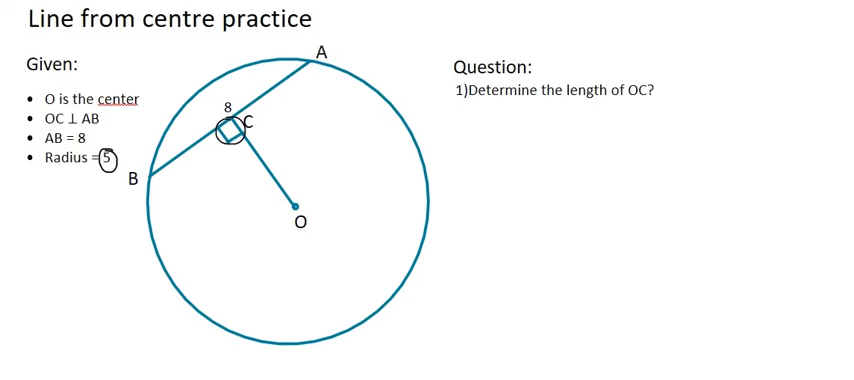 Line from centre practice
Given:
• O is the center
• OC ⊥ AB
• AB = 8
• Radius =5
A
8
C
B
O
Question:
1)Determine the length of OC?